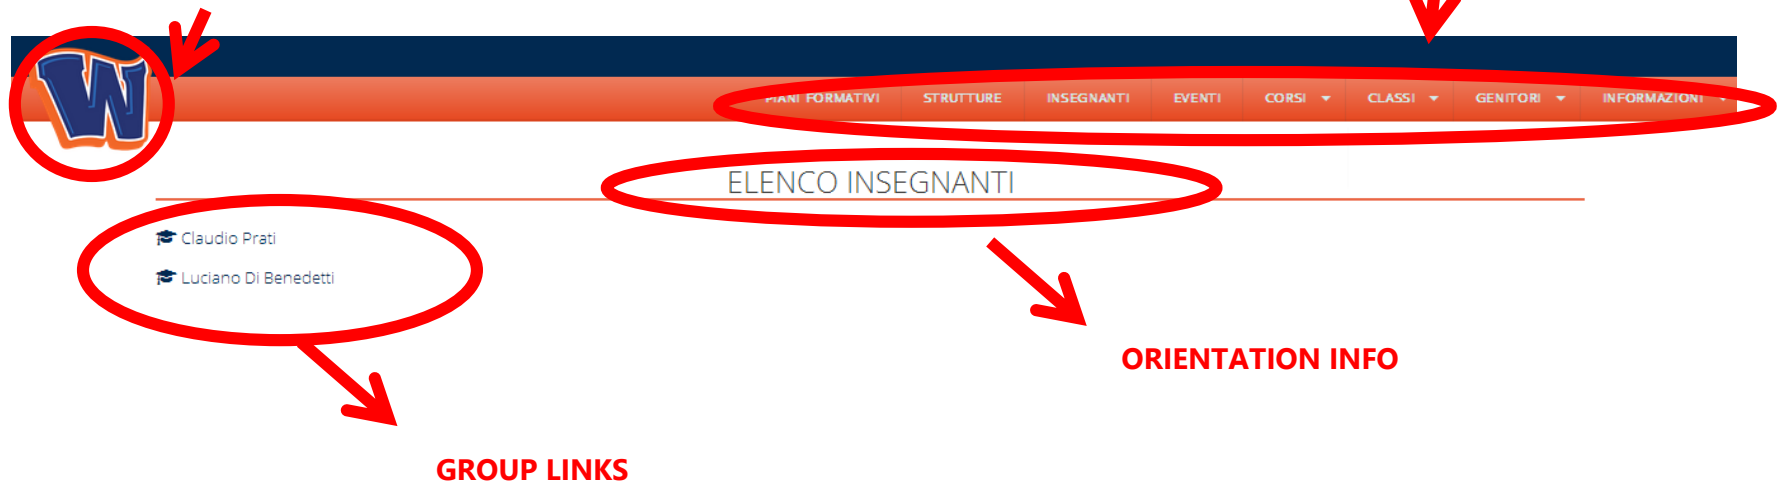 W
PIANI FORMATIVI STRUTTURE INSEGNANTI EVENTI CORSI CLASSI GENITORI INFORMAZIONI
ELENCO INSEGNANTI
Claudio Prati
Luciano Di Benedetti
ORIENTATION INFO
GROUP LINKS